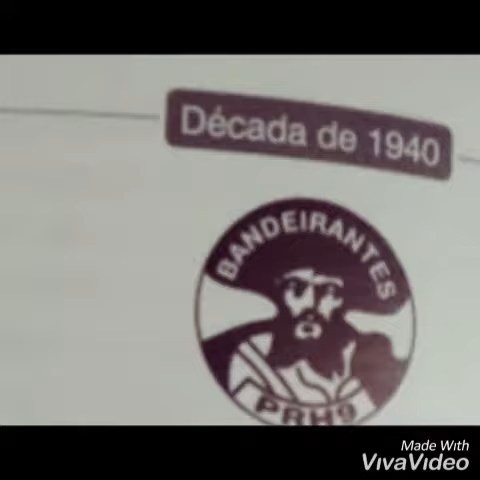 Década de 1940
BANDEIRANTES
PRH9
Made With
VivaVideo